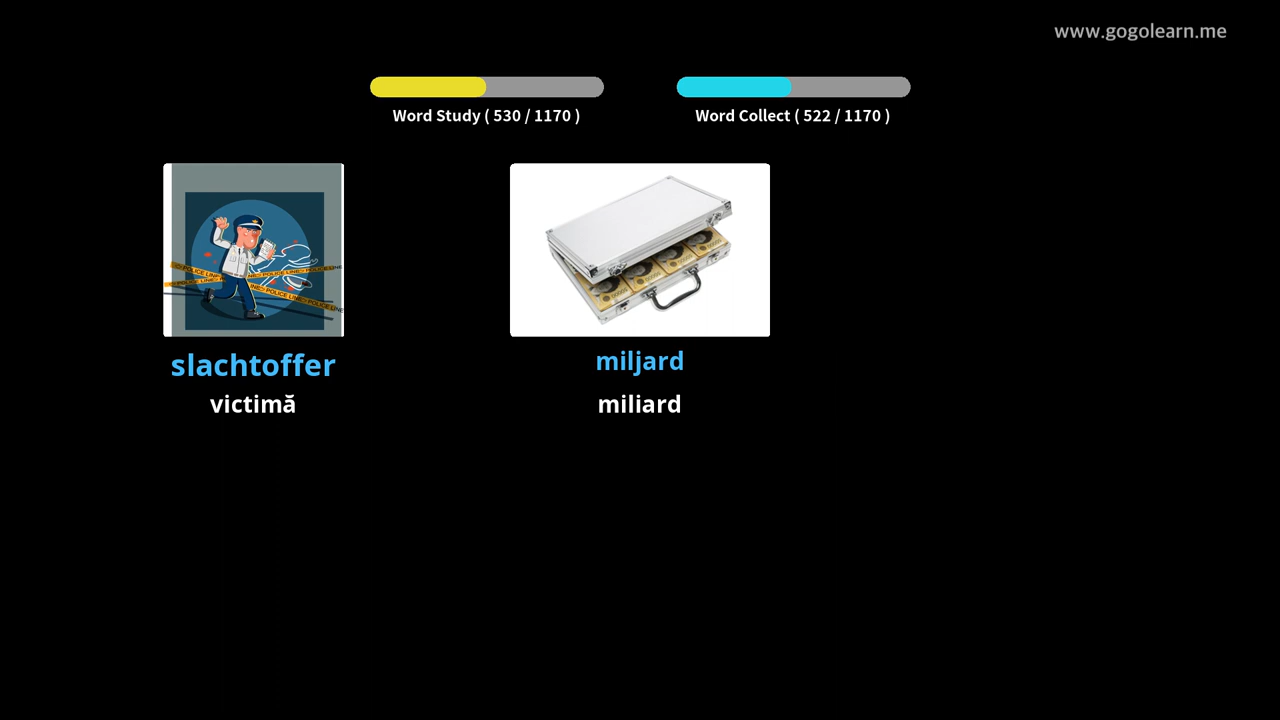 www.gogolearn.me
Word Study ( 530 / 1170 )
Word Collect ( 522 / 1170 )
slachtoffer
victimă
miljard
miliard